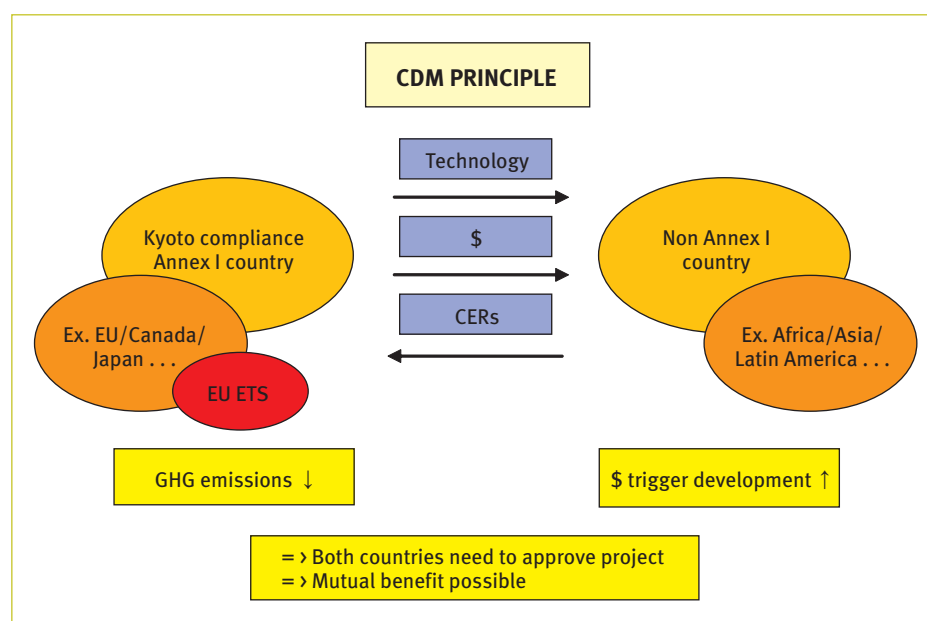 CDM PRINCIPLE
Technology
Kyoto compliance
Annex I country
$
Non Annex I
country
CERs
Ex. EU/Canada/
Japan . . .
EU ETS
Ex. Africa/Asia/
Latin America . . .
GHG emissions ↓
$ trigger development ↑
= › Both countries need to approve project
= › Mutual benefit possible